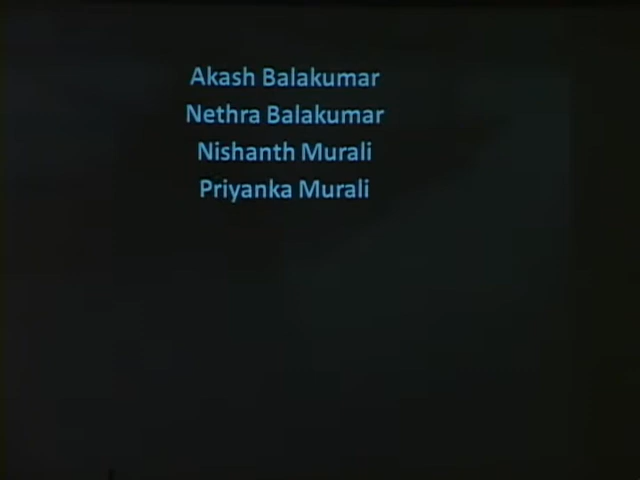 Akash Balakumar
Nethra Balakumar
Nishanth Murali
Priyanka Murali